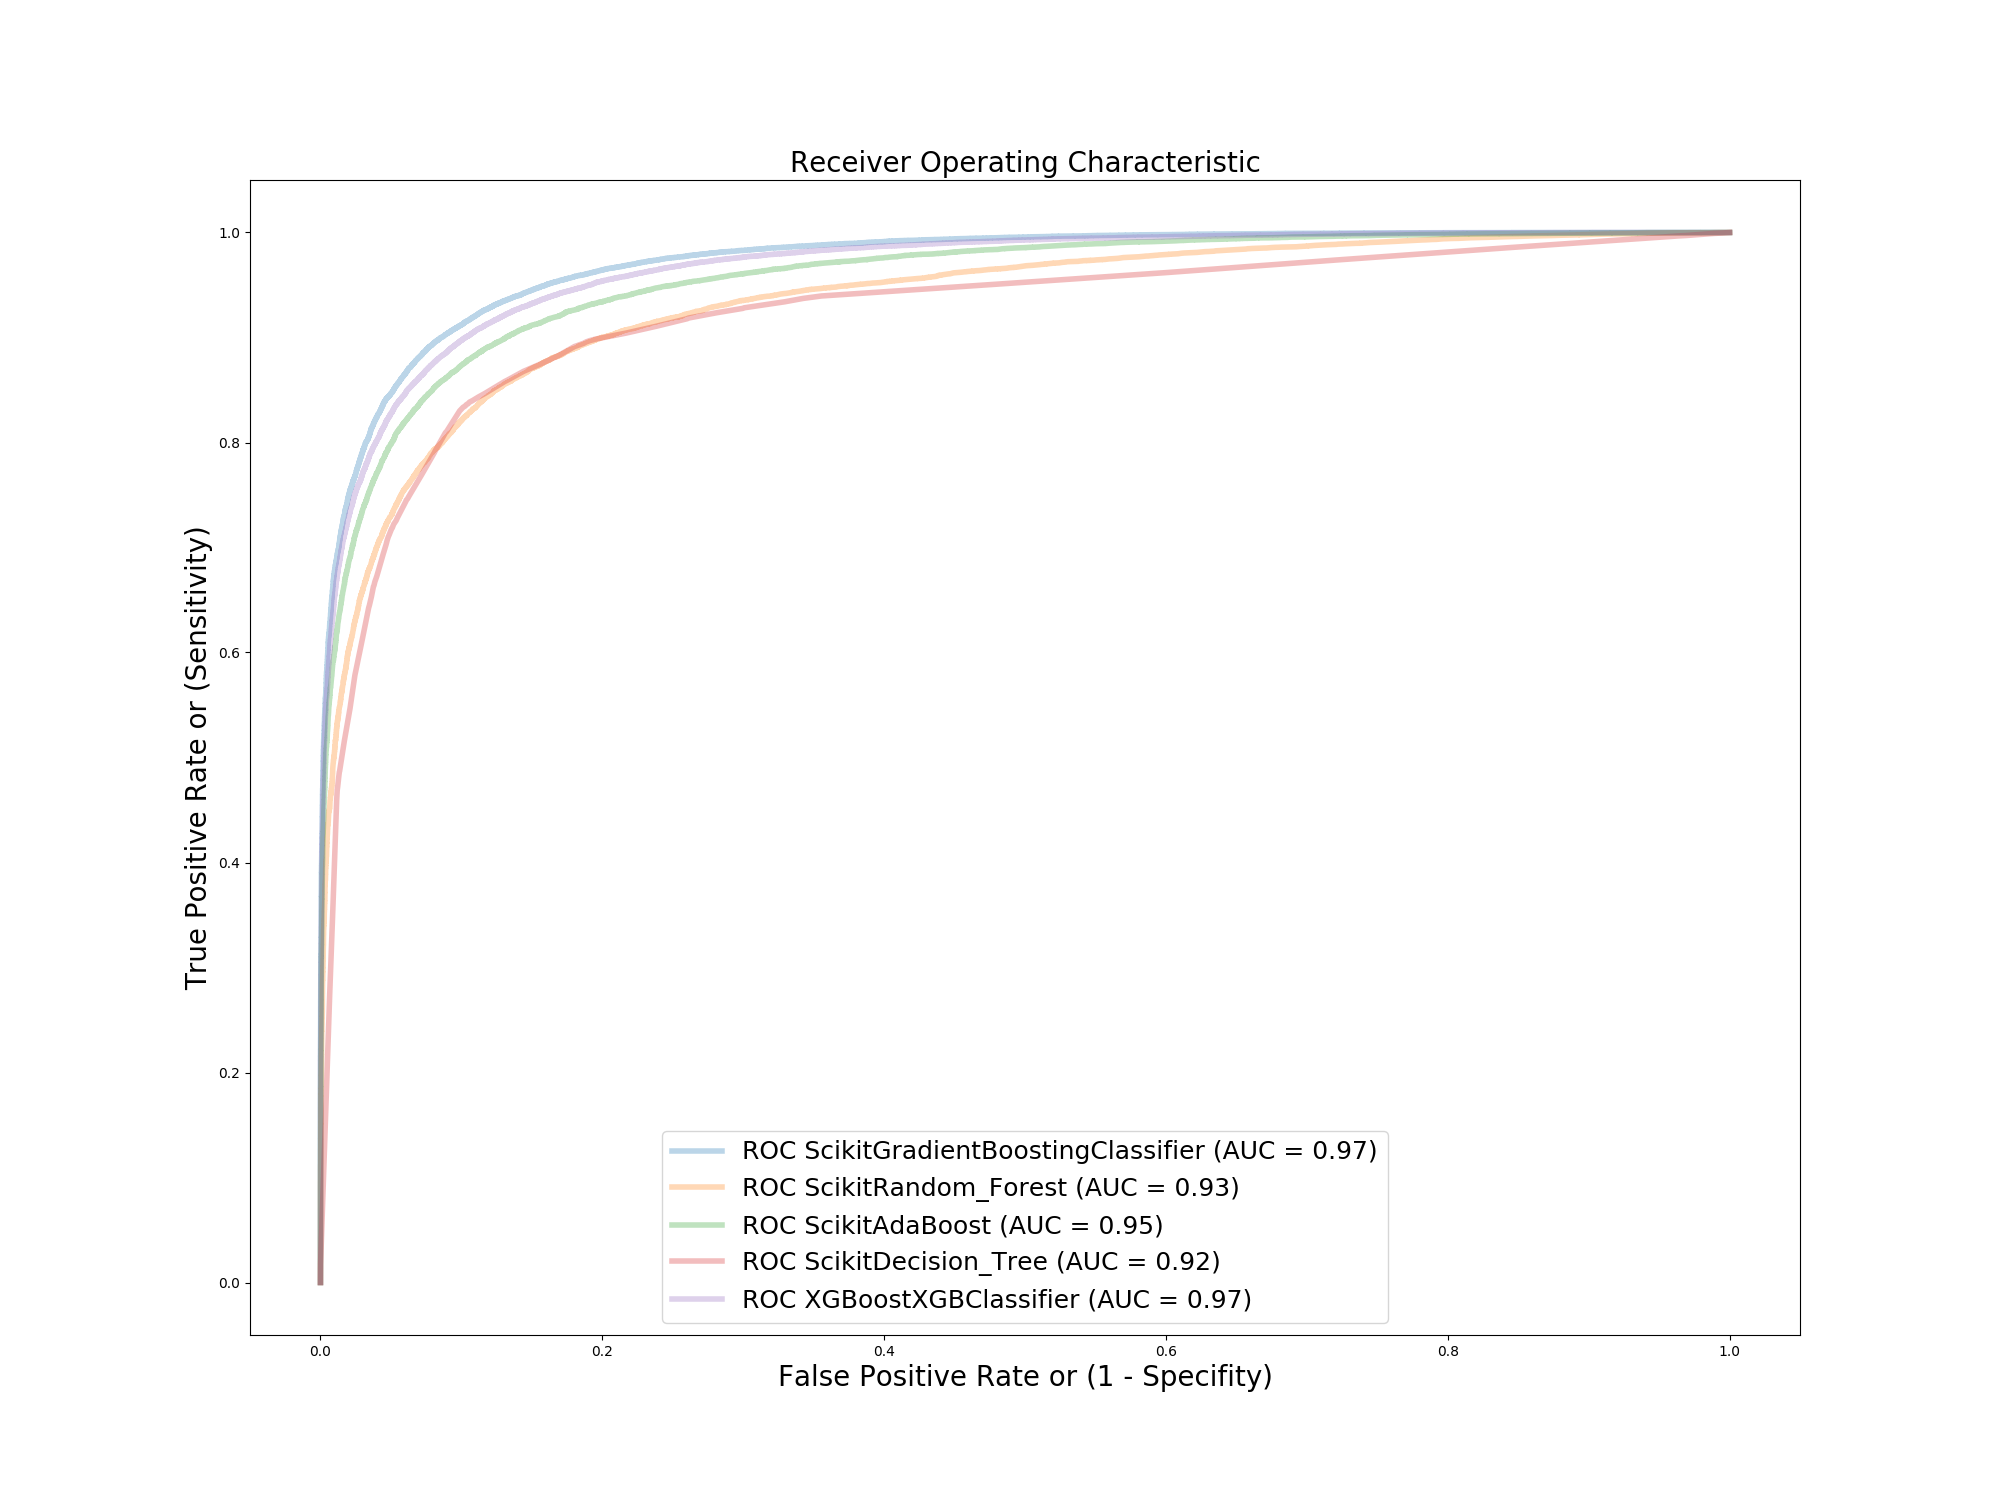 Receiver Operating Characteristic
1.0
0.8
0.6
0.4
0.2
0.0
True Positive Rate or (Sensitivity)
ROC ScikitGradientBoostingClassifier (AUC = 0.97)
ROC ScikitRandom_Forest (AUC = 0.93)
ROC ScikitAdaBoost (AUC = 0.95)
ROC ScikitDecision_Tree (AUC = 0.92)
ROC XGBoostXGBClassifier (AUC = 0.97)
0.0 0.2 0.4 0.6 0.8 1.0
False Positive Rate or (1 - Specifity)